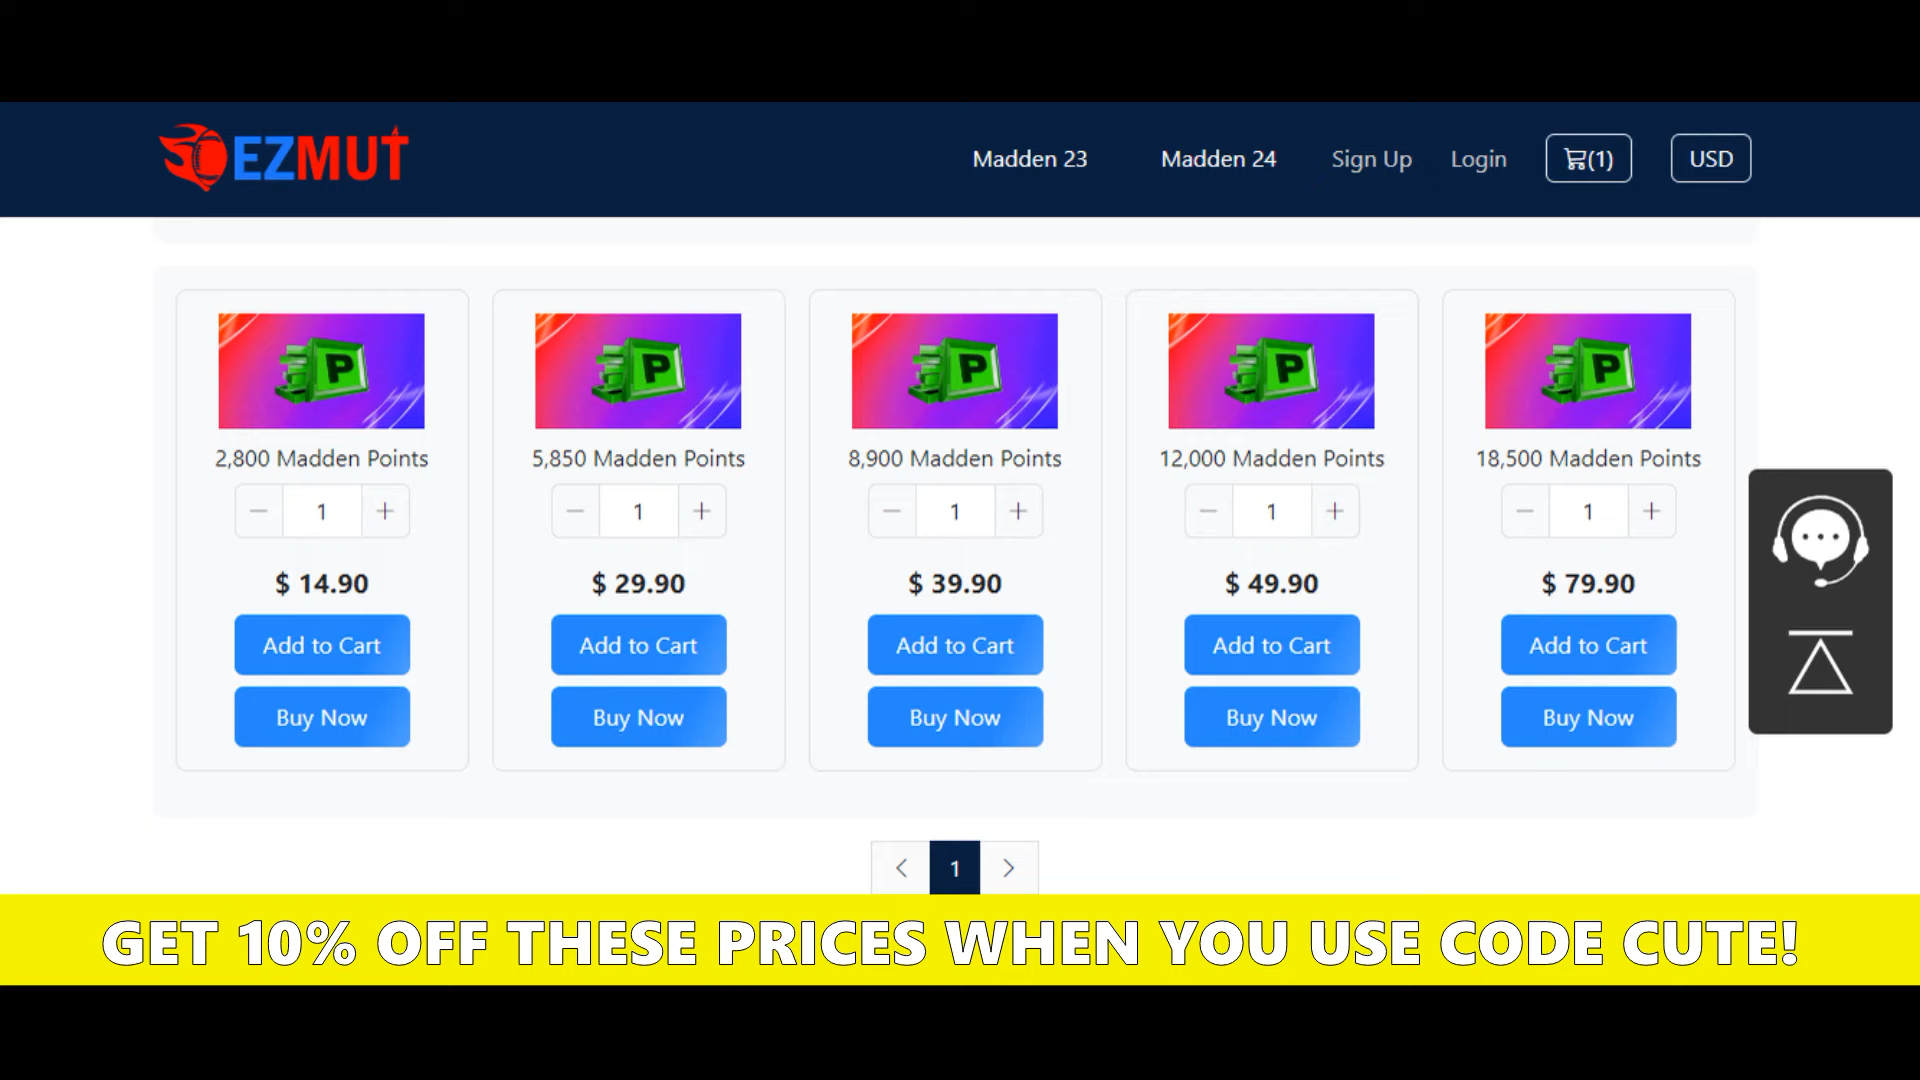 EZMUT
Madden 23 Madden 24 Sign Up Login (1) USD
P P P P P
2,800 Madden Points 5,850 Madden Points 8,900 Madden Points 12,000 Madden Points 18,500 Madden Points
1 1 1 1 1
$ 14.90 $ 29.90 $ 39.90 $ 49.90 $ 79.90
Add to Cart Add to Cart Add to Cart Add to Cart Add to Cart
Buy Now Buy Now Buy Now Buy Now Buy Now
1
GET 10% OFF THESE PRICES WHEN YOU USE CODE CUTE!